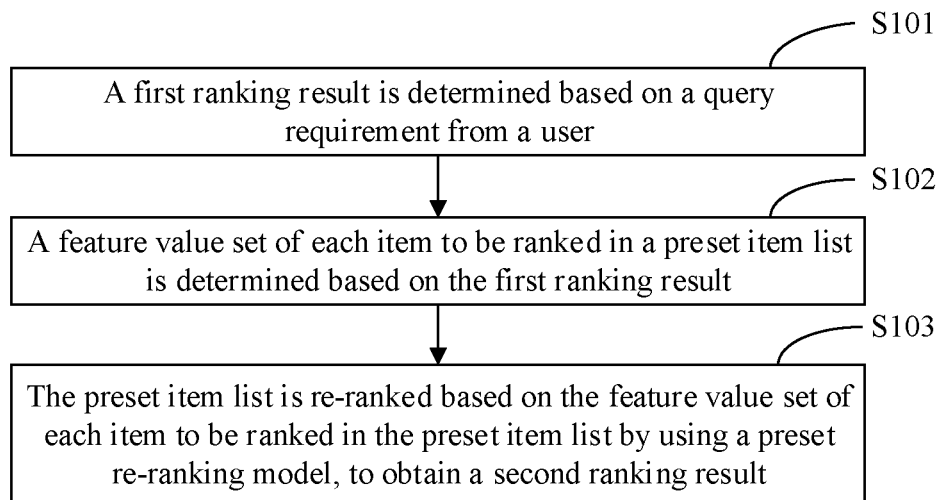 S101
A first ranking result is determined based on a query
requirement from a user
S102
A feature value set of each item to be ranked in a preset item list
is determined based on the first ranking result
S103
The preset item list is re-ranked based on the feature value set of
each item to be ranked in the preset item list by using a preset
re-ranking model, to obtain a second ranking result